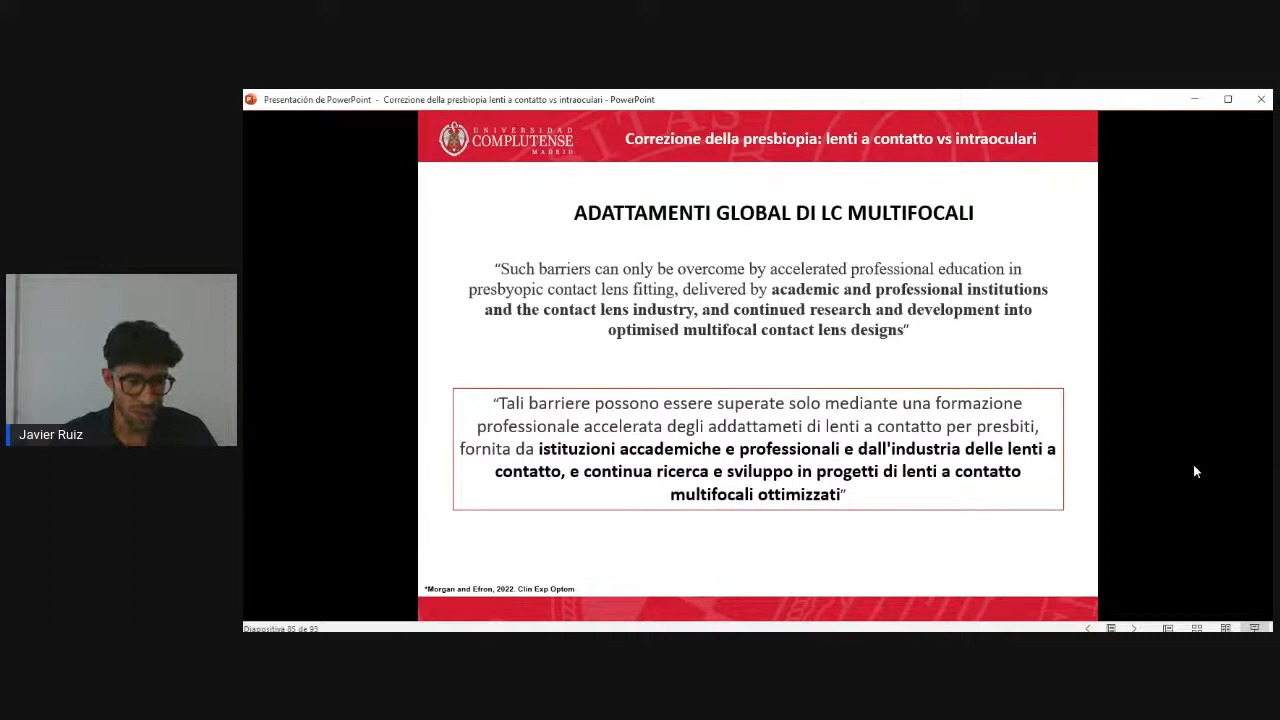 Presentación de PowerPoint - Correzione della presbiopia lenti a contatto vs intraoculari - PowerPoint
UNIVERSIDAD
COMPLUTENSE
MADRID
Correzione della presbiopia: lenti a contatto vs intraoculari
ADATTAMENTI GLOBAL DI LC MULTIFOCALI
“Such barriers can only be overcome by accelerated professional education in
presbyopic contact lens fitting, delivered by academic and professional institutions
and the contact lens industry, and continued research and development into
optimised multifocal contact lens designs”
“Tali barriere possono essere superate solo mediante una formazione
professionale accelerata degli addattameti di lenti a contatto per presbiti,
fornita da istituzioni accademiche e professionali e dall'industria delle lenti a
contatto, e continua ricerca e sviluppo in progetti di lenti a contatto
multifocali ottimizzati”
*Morgan and Efron, 2022. Clin Exp Optom
Diapositiva 85 de 93
Javier Ruiz